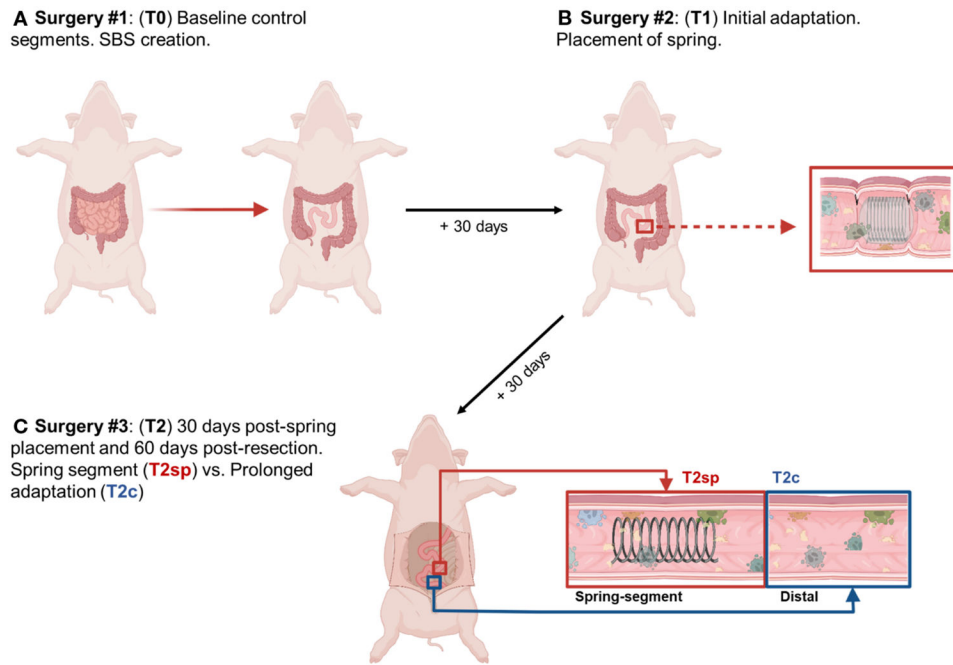 A Surgery #1: (T0) Baseline control
segments. SBS creation.
B Surgery #2: (T1) Initial adaptation.
Placement of spring.
+ 30 days
+ 30 days
C Surgery #3: (T2) 30 days post-spring
placement and 60 days post-resection.
Spring segment (T2sp) vs. Prolonged
adaptation (T2c)
T2sp
T2c
Spring-segment
Distal